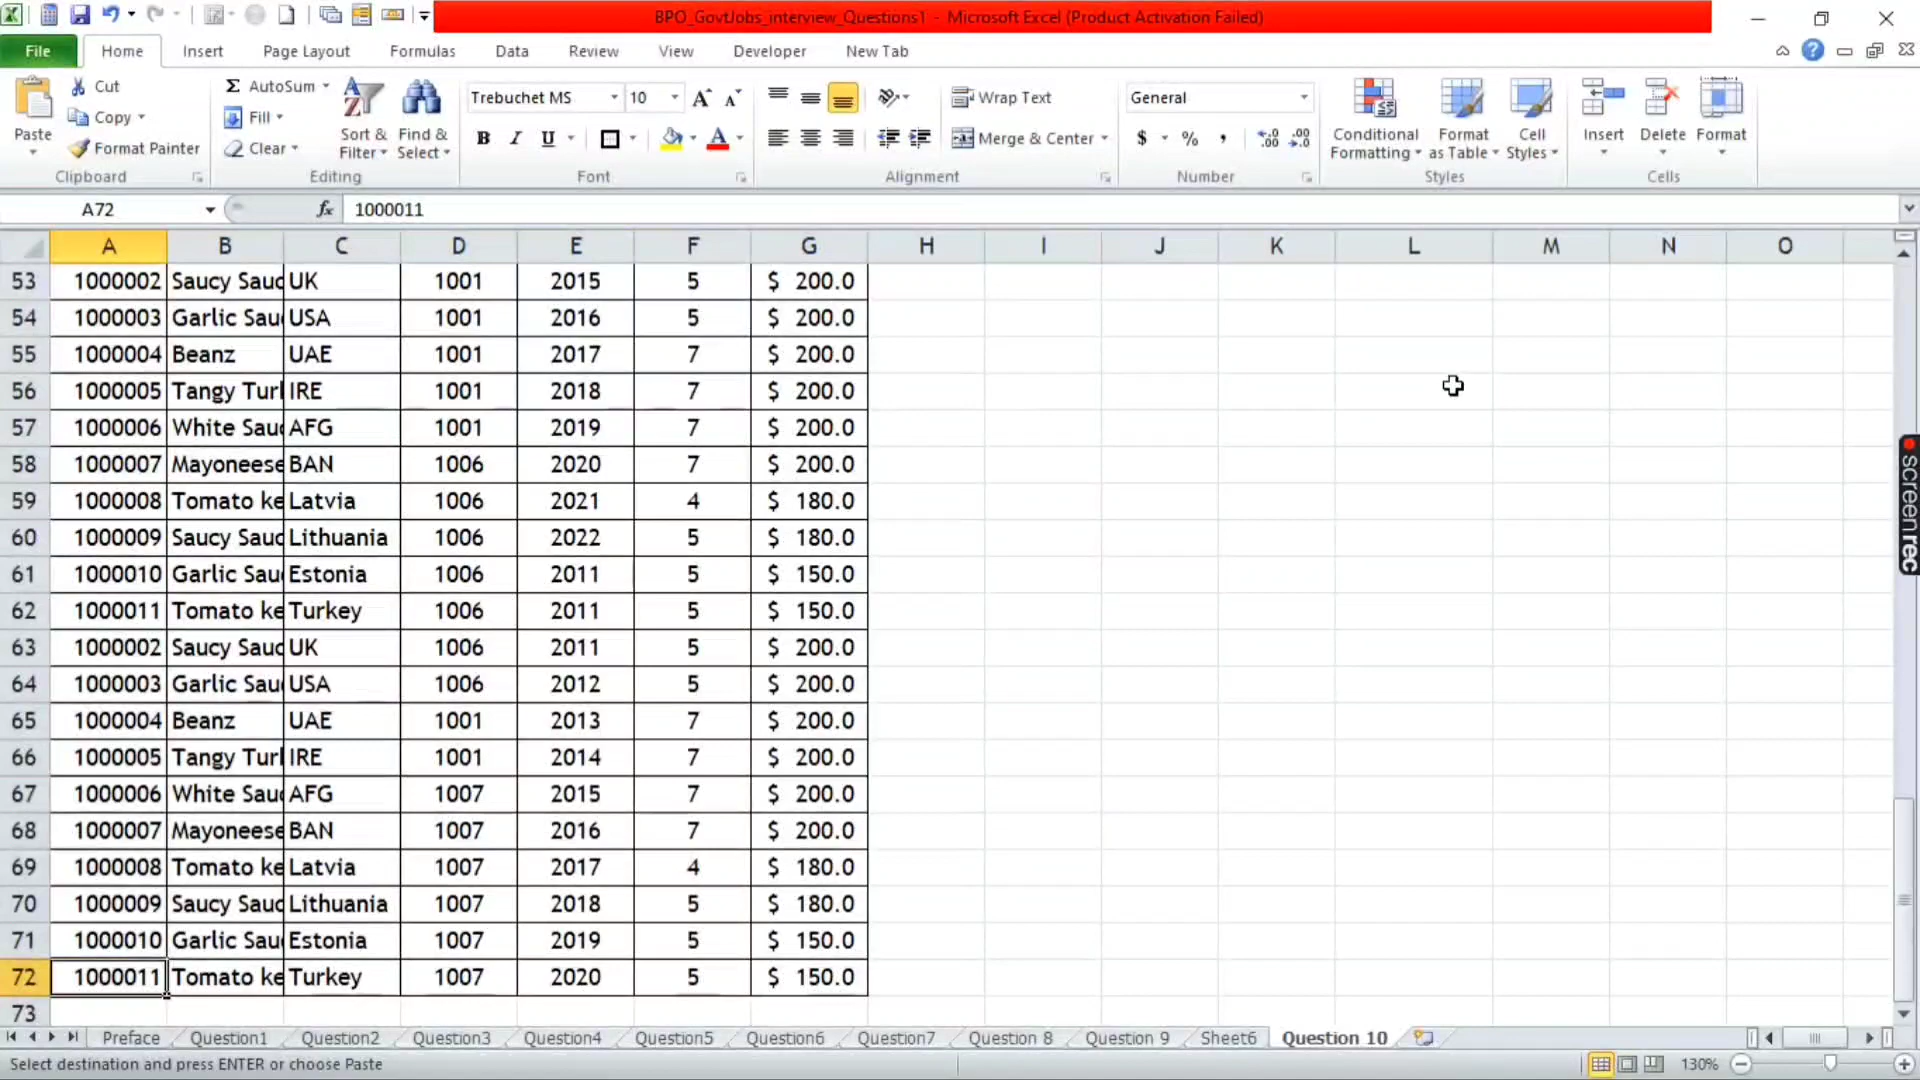 BPO_GovtJobs_interview_Questions1 - Microsoft Excel (Product Activation Failed)
File Home Insert Page Layout Formulas Data Review View Developer New Tab
Paste
Cut
Copy
Format Painter
Clipboard
Σ AutoSum
Fill
Clear
Sort & Filter
Find & Select
Editing
Trebuchet MS 10 A A
B I U A
Font
Wrap Text
Merge & Center
Alignment
General
$ % ,
Number
Conditional Formatting
Format as Table
Cell Styles
Styles
Insert Delete Format
Cells
A72 fx 1000011
A B C D E F G H I J K L M N O
53 1000002 Saucy Sauc UK 1001 2015 5 $ 200.0
54 1000003 Garlic Sau USA 1001 2016 5 $ 200.0
55 1000004 Beanz UAE 1001 2017 7 $ 200.0
56 1000005 Tangy Turl IRE 1001 2018 7 $ 200.0
57 1000006 White Sau AFG 1001 2019 7 $ 200.0
58 1000007 Mayoneese BAN 1006 2020 7 $ 200.0
59 1000008 Tomato ke Latvia 1006 2021 4 $ 180.0
60 1000009 Saucy Sauc Lithuania 1006 2022 5 $ 180.0
61 1000010 Garlic Sau Estonia 1006 2011 5 $ 150.0
62 1000011 Tomato ke Turkey 1006 2011 5 $ 150.0
63 1000002 Saucy Sauc UK 1006 2011 5 $ 200.0
64 1000003 Garlic Sau USA 1006 2012 5 $ 200.0
65 1000004 Beanz UAE 1001 2013 7 $ 200.0
66 1000005 Tangy Turl IRE 1001 2014 7 $ 200.0
67 1000006 White Sau AFG 1007 2015 7 $ 200.0
68 1000007 Mayoneese BAN 1007 2016 7 $ 200.0
69 1000008 Tomato ke Latvia 1007 2017 4 $ 180.0
70 1000009 Saucy Sauc Lithuania 1007 2018 5 $ 180.0
71 1000010 Garlic Sau Estonia 1007 2019 5 $ 150.0
72 1000011 Tomato ke Turkey 1007 2020 5 $ 150.0
73
screenrec
Preface Question1 Question2 Question3 Question4 Question5 Question6 Question7 Question 8 Question 9 Sheet6 Question 10
Select destination and press ENTER or choose Paste 130%